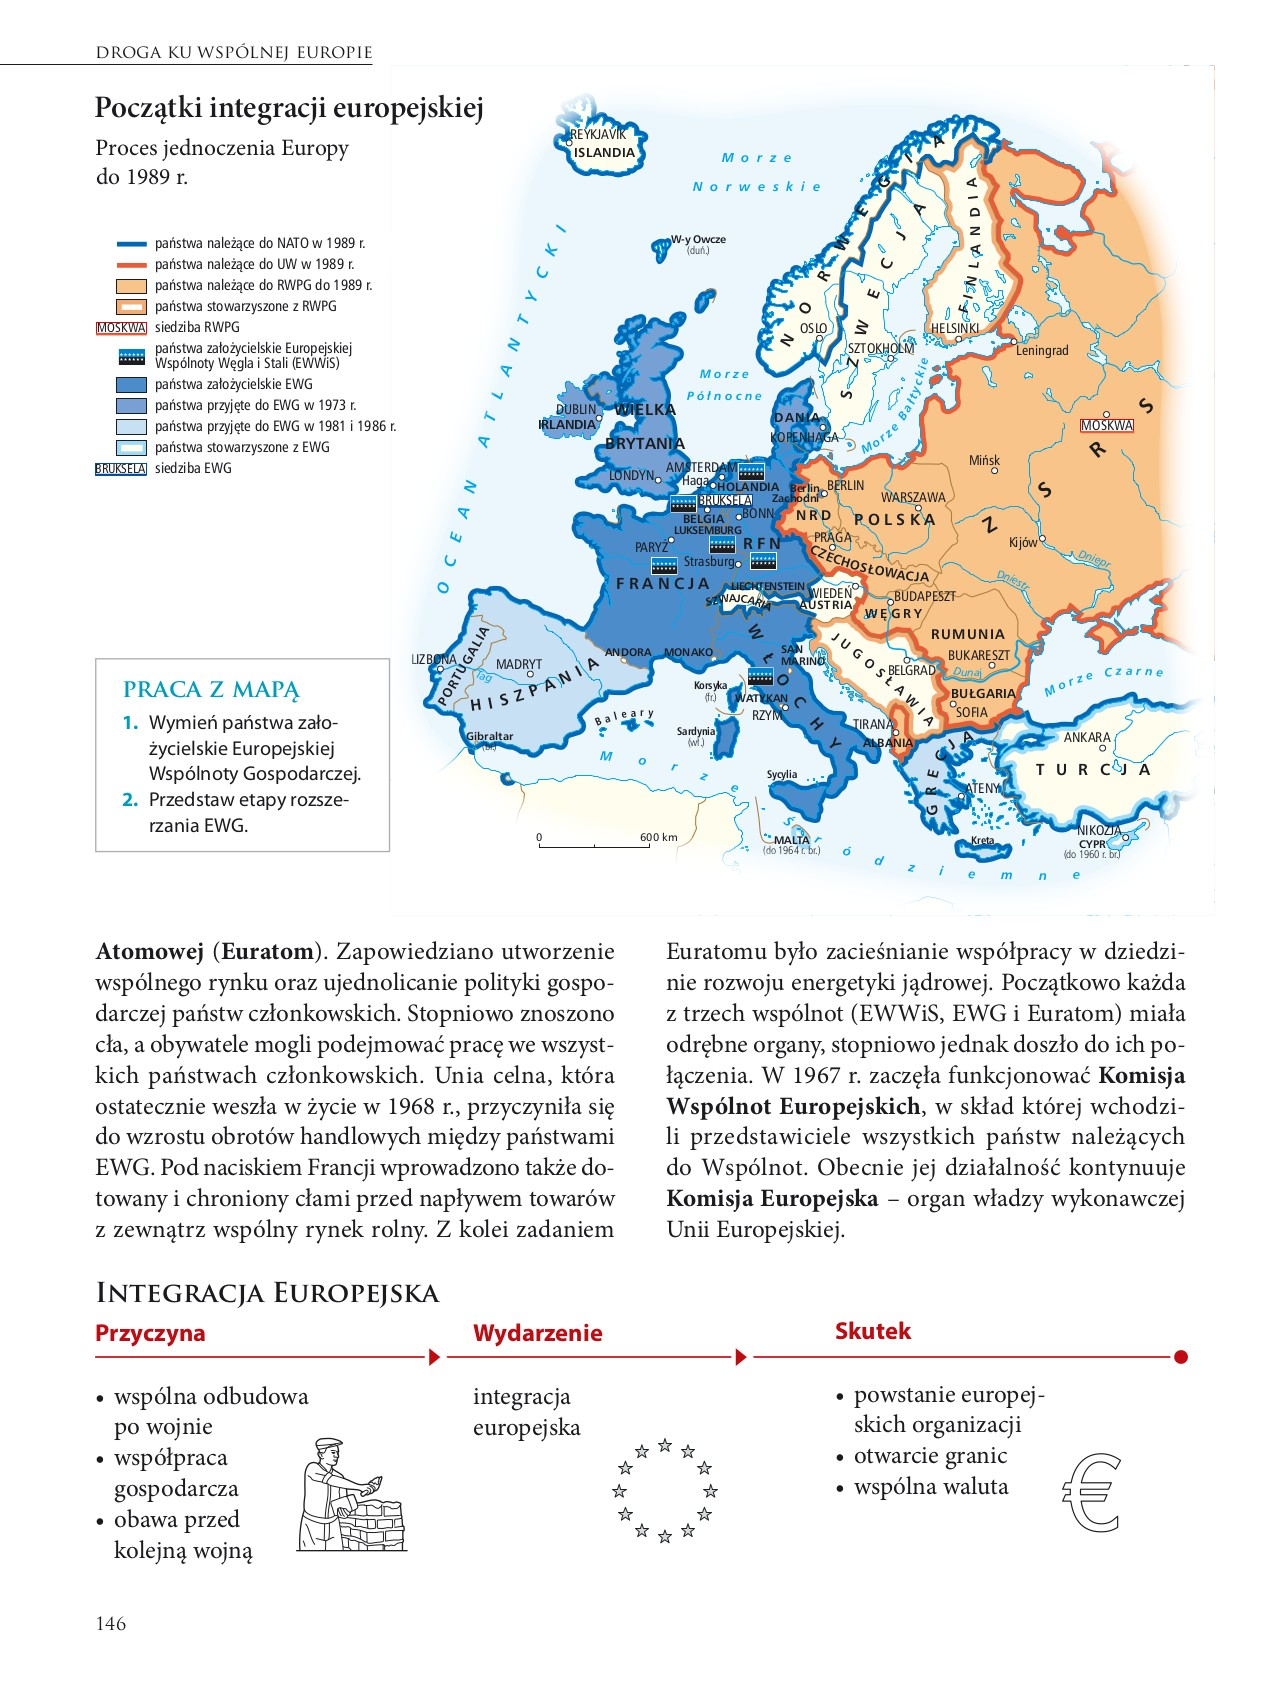 DROGA KU WSPÓLNEJ EUROPIE
Początki integracji europejskiej
Proces jednoczenia Europy
do 1989 r.
państwa należące do NATO w 1989 r.
państwa należące do UW w 1989 r.
państwa należące do RWPG do 1989 r.
państwa stowarzyszone z RWPG
MOSKWA siedziba RWPG
państwa założycielskie Europejskiej
Wspólnoty Węgla i Stali (EWWiS)
państwa założycielskie EWG
państwa przyjęte do EWG w 1973 r.
państwa przyjęte do EWG w 1981 i 1986 r.
państwa stowarzyszone z EWG
BRUKSELA siedziba EWG
REYKJAVÍK
ISLANDIA
Morze
Norweskie
W-y Owcze
(duń.)
OCEAN ATLANTYCKI
NORWEGIA
SZWECJA
FINLANDIA
OSLO
SZTOKHOLM
HELSINKI
Leningrad
Morze
Północne
Morze Bałtyckie
DUBLIN
IRLANDIA
WIELKA
BRYTANIA
LONDYN
DANIA
KOPENHAGA
MOSKWA
ZSRS
Mińsk
AMSTERDAM
Haga
HOLANDIA
BRUKSELA
BELGIA
BONN
LUKSEMBURG
Berlin
Zachodni
BERLIN
NRD
WARSZAWA
POLSKA
Kijów
Dniepr
Dniestr
PARYŻ
RFN
Strasburg
FRANCJA
PRAGA
CZECHOSŁOWACJA
LIECHTENSTEIN
SZWAJCARIA
WIEDEŃ
AUSTRIA
BUDAPESZT
WĘGRY
RUMUNIA
BUKARESZT
Dunaj
BUŁGARIA
SOFIA
Morze Czarne
JUGOSŁAWIA
BELGRAD
TIRANA
ALBANIA
ANDORA
MONAKO
SAN
MARINO
WŁOCHY
Korsyka
(fr.)
WATYKAN
RZYM
Sardynia
(wł.)
Sycylia
LIZBONA
PORTUGALIA
Tag
MADRYT
HISZPANIA
Baleary
Gibraltar
(br.)
Morze Śródziemne
GRECJA
ATENY
Kreta
ANKARA
TURCJA
NIKOZJA
CYPR
(do 1960 r. br.)
MALTA
(do 1964 r. br.)
0 600 km
PRACA Z MAPĄ
1. Wymień państwa zało-
życielskie Europejskiej
Wspólnoty Gospodarczej.
2. Przedstaw etapy rozsze-
rzania EWG.
Atomowej (Euratom). Zapowiedziano utworzenie
wspólnego rynku oraz ujednolicanie polityki gospo-
darczej państw członkowskich. Stopniowo znoszono
cła, a obywatele mogli podejmować pracę we wszyst-
kich państwach członkowskich. Unia celna, która
ostatecznie weszła w życie w 1968 r., przyczyniła się
do wzrostu obrotów handlowych między państwami
EWG. Pod naciskiem Francji wprowadzono także do-
towany i chroniony cłami przed napływem towarów
z zewnątrz wspólny rynek rolny. Z kolei zadaniem
Euratomu było zacieśnianie współpracy w dziedzi-
nie rozwoju energetyki jądrowej. Początkowo każda
z trzech wspólnot (EWWiS, EWG i Euratom) miała
odrębne organy, stopniowo jednak doszło do ich po-
łączenia. W 1967 r. zaczęła funkcjonować Komisja
Wspólnot Europejskich, w skład której wchodzi-
li przedstawiciele wszystkich państw należących
do Wspólnot. Obecnie jej działalność kontynuuje
Komisja Europejska – organ władzy wykonawczej
Unii Europejskiej.
INTEGRACJA EUROPEJSKA
Przyczyna
• wspólna odbudowa
po wojnie
• współpraca
gospodarcza
• obawa przed
kolejną wojną
Wydarzenie
integracja
europejska
Skutek
• powstanie europej-
skich organizacji
• otwarcie granic
• wspólna waluta
€
146